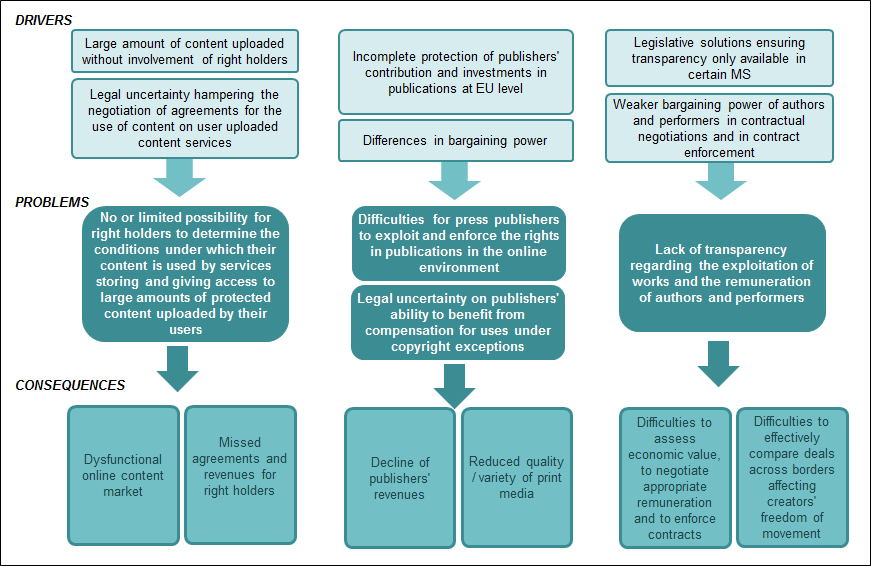 DRIVERS
Large amount of content uploaded
without involvement of right holders
Legal uncertainty hampering the
negotiation of agreements for the
use of content on user uploaded
content services
Incomplete protection of publishers'
contribution and investments in
publications at EU level
Differences in bargaining power
Legislative solutions ensuring
transparency only available in
certain MS
Weaker bargaining power of authors
and performers in contractual
negotiations and in contract
enforcement
PROBLEMS
No or limited possibility for
right holders to determine the
conditions under which their
content is used by services
storing and giving access to
large amounts of protected
content uploaded by their
users
Difficulties for press publishers
to exploit and enforce the rights
in publications in the online
environment
Legal uncertainty on publishers'
ability to benefit from
compensation for uses under
copyright exceptions
Lack of transparency
regarding the exploitation of
works and the remuneration
of authors and performers
CONSEQUENCES
Dysfunctional
online content
market
Missed
agreements and
revenues for
right holders
Decline of
publishers'
revenues
Reduced quality
/ variety of print
media
Difficulties to
assess
economic value,
to negotiate
appropriate
remuneration
and to enforce
contracts
Difficulties to
effectively
compare deals
across borders
affecting
creators'
freedom of
movement